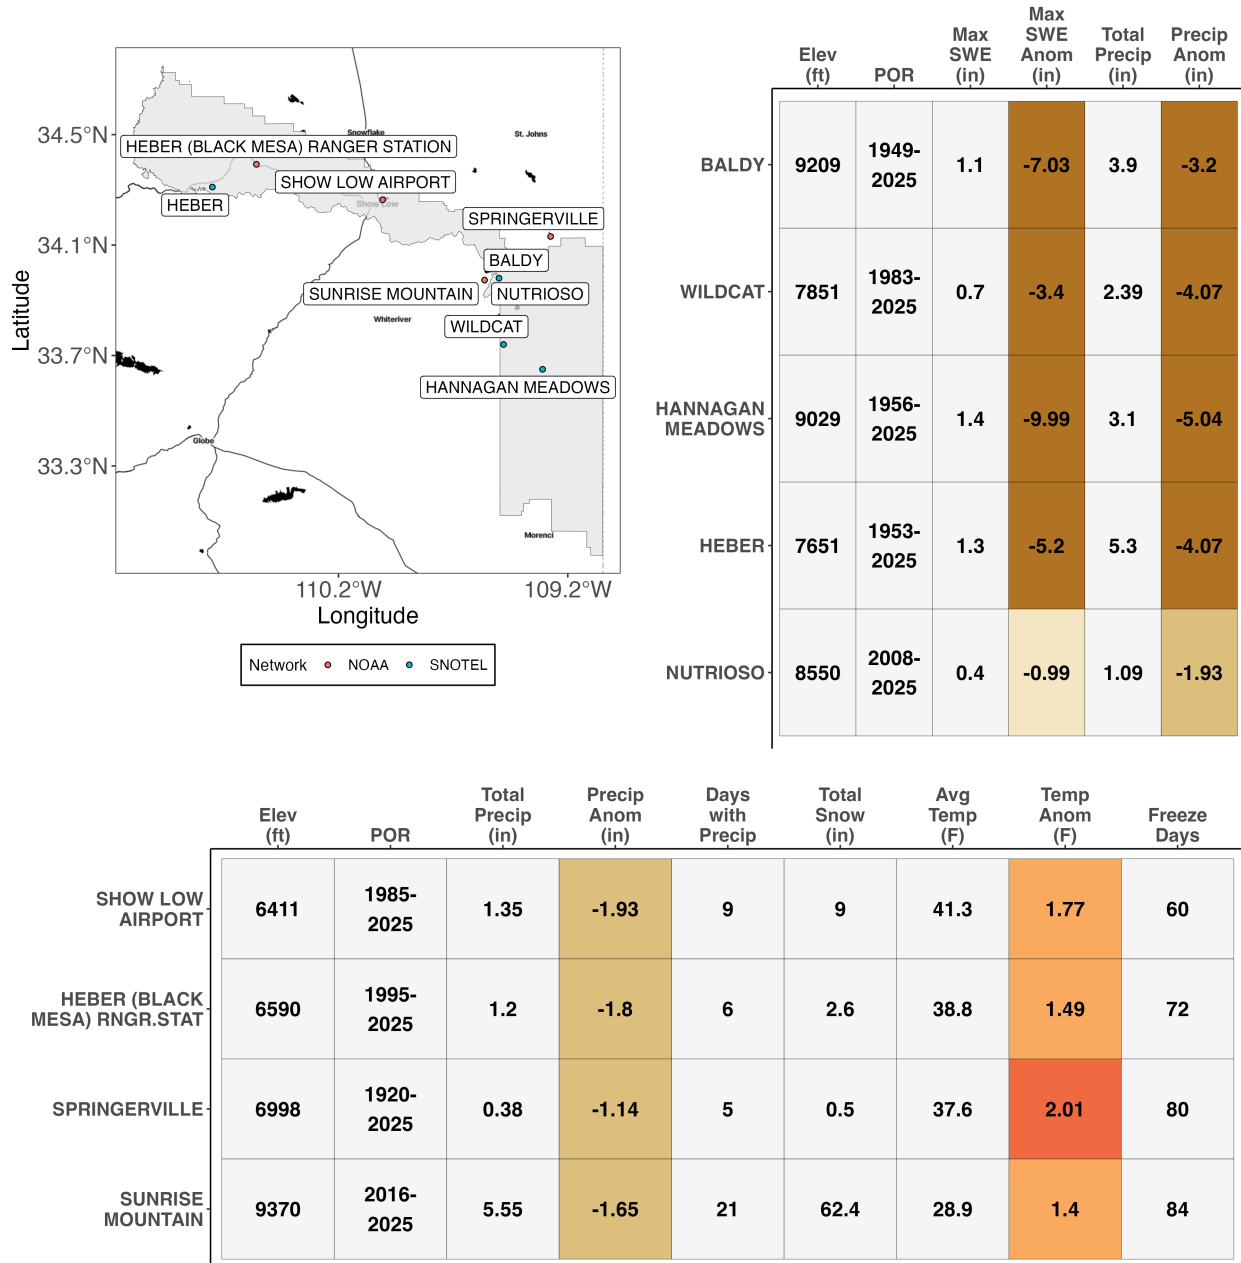 34.5°N
34.1°N
33.7°N
33.3°N
Latitude
Snowflake
St. Johns
HEBER (BLACK MESA) RANGER STATION
SHOW LOW AIRPORT
HEBER
Show Low
SPRINGERVILLE
BALDY
SUNRISE MOUNTAIN
NUTRIOSO
Whiteriver
WILDCAT
HANNAGAN MEADOWS
Globe
Morenci
110.2°W
109.2°W
Longitude
Network NOAA SNOTEL
Elev
(ft)
POR
Max
SWE
(in)
Max
SWE
Anom
(in)
Total
Precip
(in)
Precip
Anom
(in)
BALDY 9209 1949-
2025 1.1 -7.03 3.9 -3.2
WILDCAT 7851 1983-
2025 0.7 -3.4 2.39 -4.07
HANNAGAN
MEADOWS 9029 1956-
2025 1.4 -9.99 3.1 -5.04
HEBER 7651 1953-
2025 1.3 -5.2 5.3 -4.07
NUTRIOSO 8550 2008-
2025 0.4 -0.99 1.09 -1.93
Elev
(ft)
POR
Total
Precip
(in)
Precip
Anom
(in)
Days
with
Precip
Total
Snow
(in)
Avg
Temp
(F)
Temp
Anom
(F)
Freeze
Days
SHOW LOW
AIRPORT 6411 1985-
2025 1.35 -1.93 9 9 41.3 1.77 60
HEBER (BLACK
MESA) RNGR.STAT 6590 1995-
2025 1.2 -1.8 6 2.6 38.8 1.49 72
SPRINGERVILLE 6998 1920-
2025 0.38 -1.14 5 0.5 37.6 2.01 80
SUNRISE
MOUNTAIN 9370 2016-
2025 5.55 -1.65 21 62.4 28.9 1.4 84